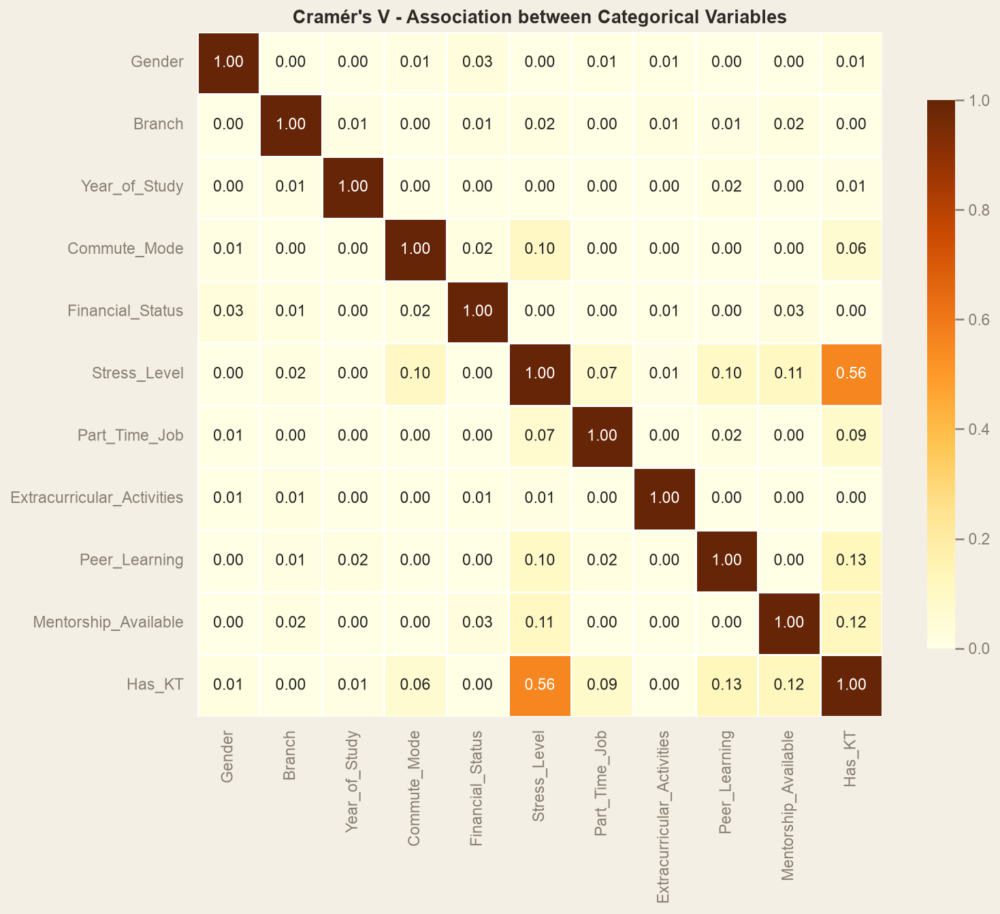 Cramér's V - Association between Categorical Variables
Gender 1.00 0.00 0.00 0.01 0.03 0.00 0.01 0.01 0.00 0.00 0.01
Branch 0.00 1.00 0.01 0.00 0.01 0.02 0.00 0.01 0.01 0.02 0.00
Year_of_Study 0.00 0.01 1.00 0.00 0.00 0.00 0.00 0.00 0.02 0.00 0.01
Commute_Mode 0.01 0.00 0.00 1.00 0.02 0.10 0.00 0.00 0.00 0.00 0.06
Financial_Status 0.03 0.01 0.00 0.02 1.00 0.00 0.00 0.01 0.00 0.03 0.00
Stress_Level 0.00 0.02 0.00 0.10 0.00 1.00 0.07 0.01 0.10 0.11 0.56
Part_Time_Job 0.01 0.00 0.00 0.00 0.00 0.07 1.00 0.00 0.02 0.00 0.09
Extracurricular_Activities 0.01 0.01 0.00 0.00 0.01 0.01 0.00 1.00 0.00 0.00 0.00
Peer_Learning 0.00 0.01 0.02 0.00 0.00 0.10 0.02 0.00 1.00 0.00 0.13
Mentorship_Available 0.00 0.02 0.00 0.00 0.03 0.11 0.00 0.00 0.00 1.00 0.12
Has_KT 0.01 0.00 0.01 0.06 0.00 0.56 0.09 0.00 0.13 0.12 1.00
Gender
Branch
Year_of_Study
Commute_Mode
Financial_Status
Stress_Level
Part_Time_Job
Extracurricular_Activities
Peer_Learning
Mentorship_Available
Has_KT
1.0
0.8
0.6
0.4
0.2
0.0